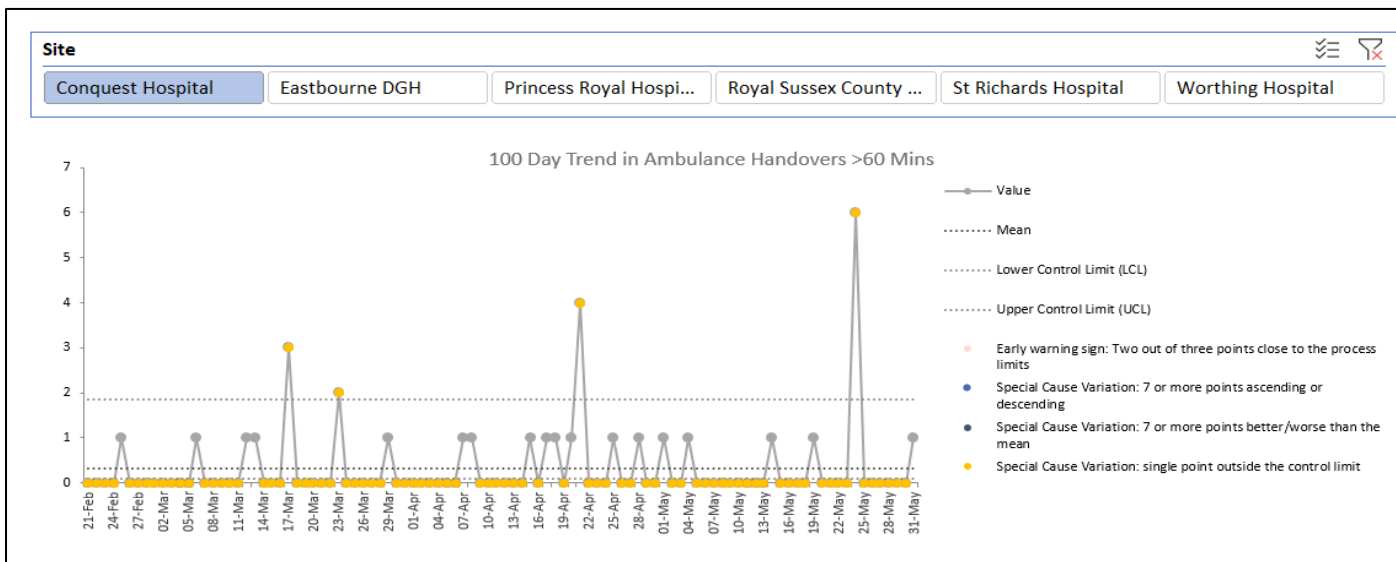 Site
Conquest Hospital
Eastbourne DGH
Princess Royal Hospi...
Royal Sussex County ...
St Richards Hospital
Worthing Hospital
100 Day Trend in Ambulance Handovers >60 Mins
7
6
5
4
3
2
1
0
21-Feb
24-Feb
27-Feb
02-Mar
05-Mar
08-Mar
11-Mar
14-Mar
17-Mar
20-Mar
23-Mar
26-Mar
29-Mar
01-Apr
04-Apr
07-Apr
10-Apr
13-Apr
16-Apr
19-Apr
22-Apr
25-Apr
28-Apr
01-May
04-May
07-May
10-May
13-May
16-May
19-May
22-May
25-May
28-May
31-May
Value
Mean
Lower Control Limit (LCL)
Upper Control Limit (UCL)
Early warning sign: Two out of three points close to the process
limits
Special Cause Variation: 7 or more points ascending or
descending
Special Cause Variation: 7 or more points better/worse than the
mean
Special Cause Variation: single point outside the control limit